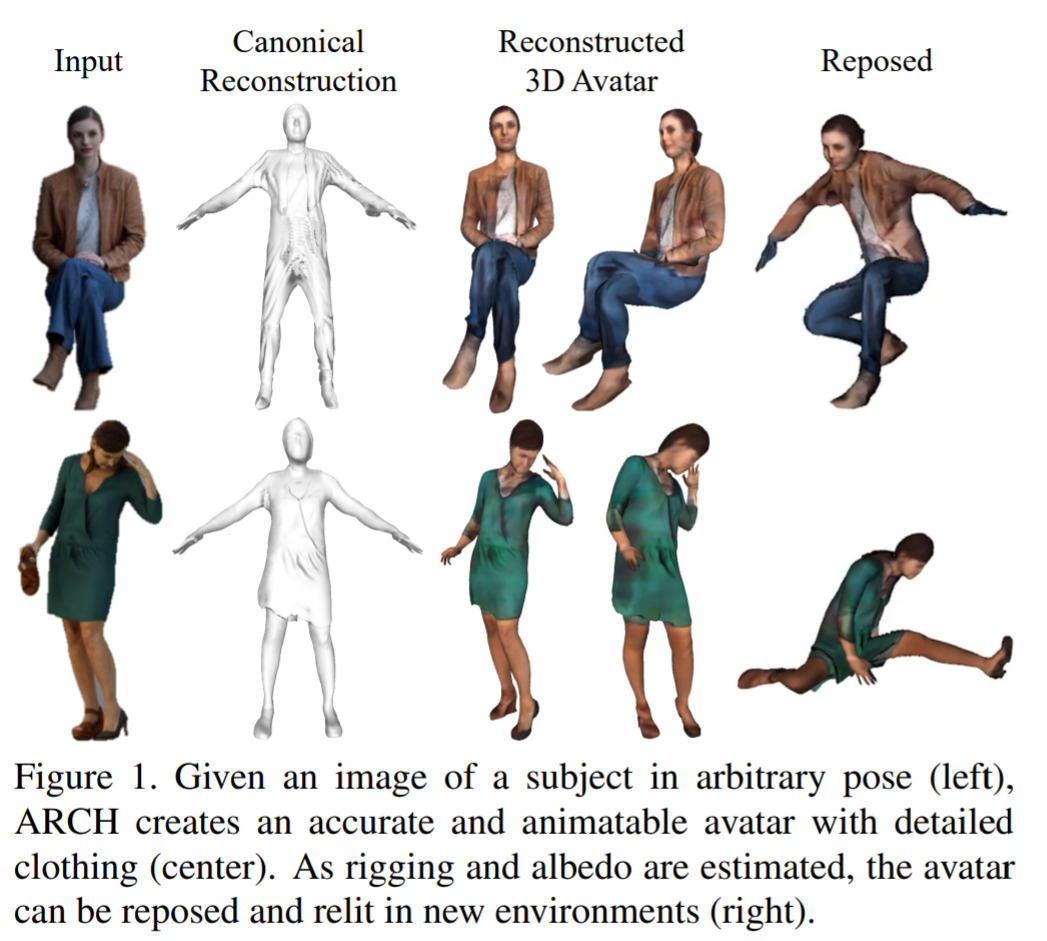 Input
Canonical
Reconstruction
Reconstructed
3D Avatar
Reposed
Figure 1. Given an image of a subject in arbitrary pose (left),
ARCH creates an accurate and animatable avatar with detailed
clothing (center). As rigging and albedo are estimated, the avatar
can be reposed and relit in new environments (right).